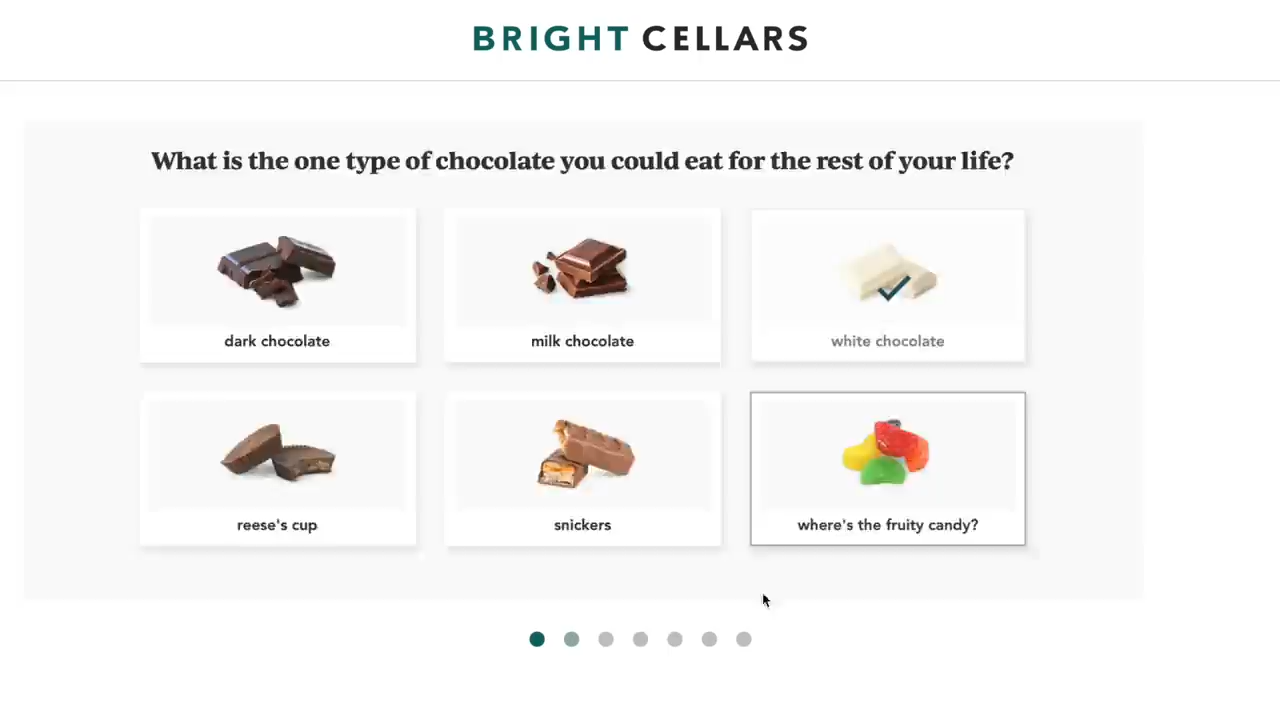 BRIGHT CELLARS
What is the one type of chocolate you could eat for the rest of your life?
dark chocolate
milk chocolate
white chocolate
reese's cup
snickers
where's the fruity candy?